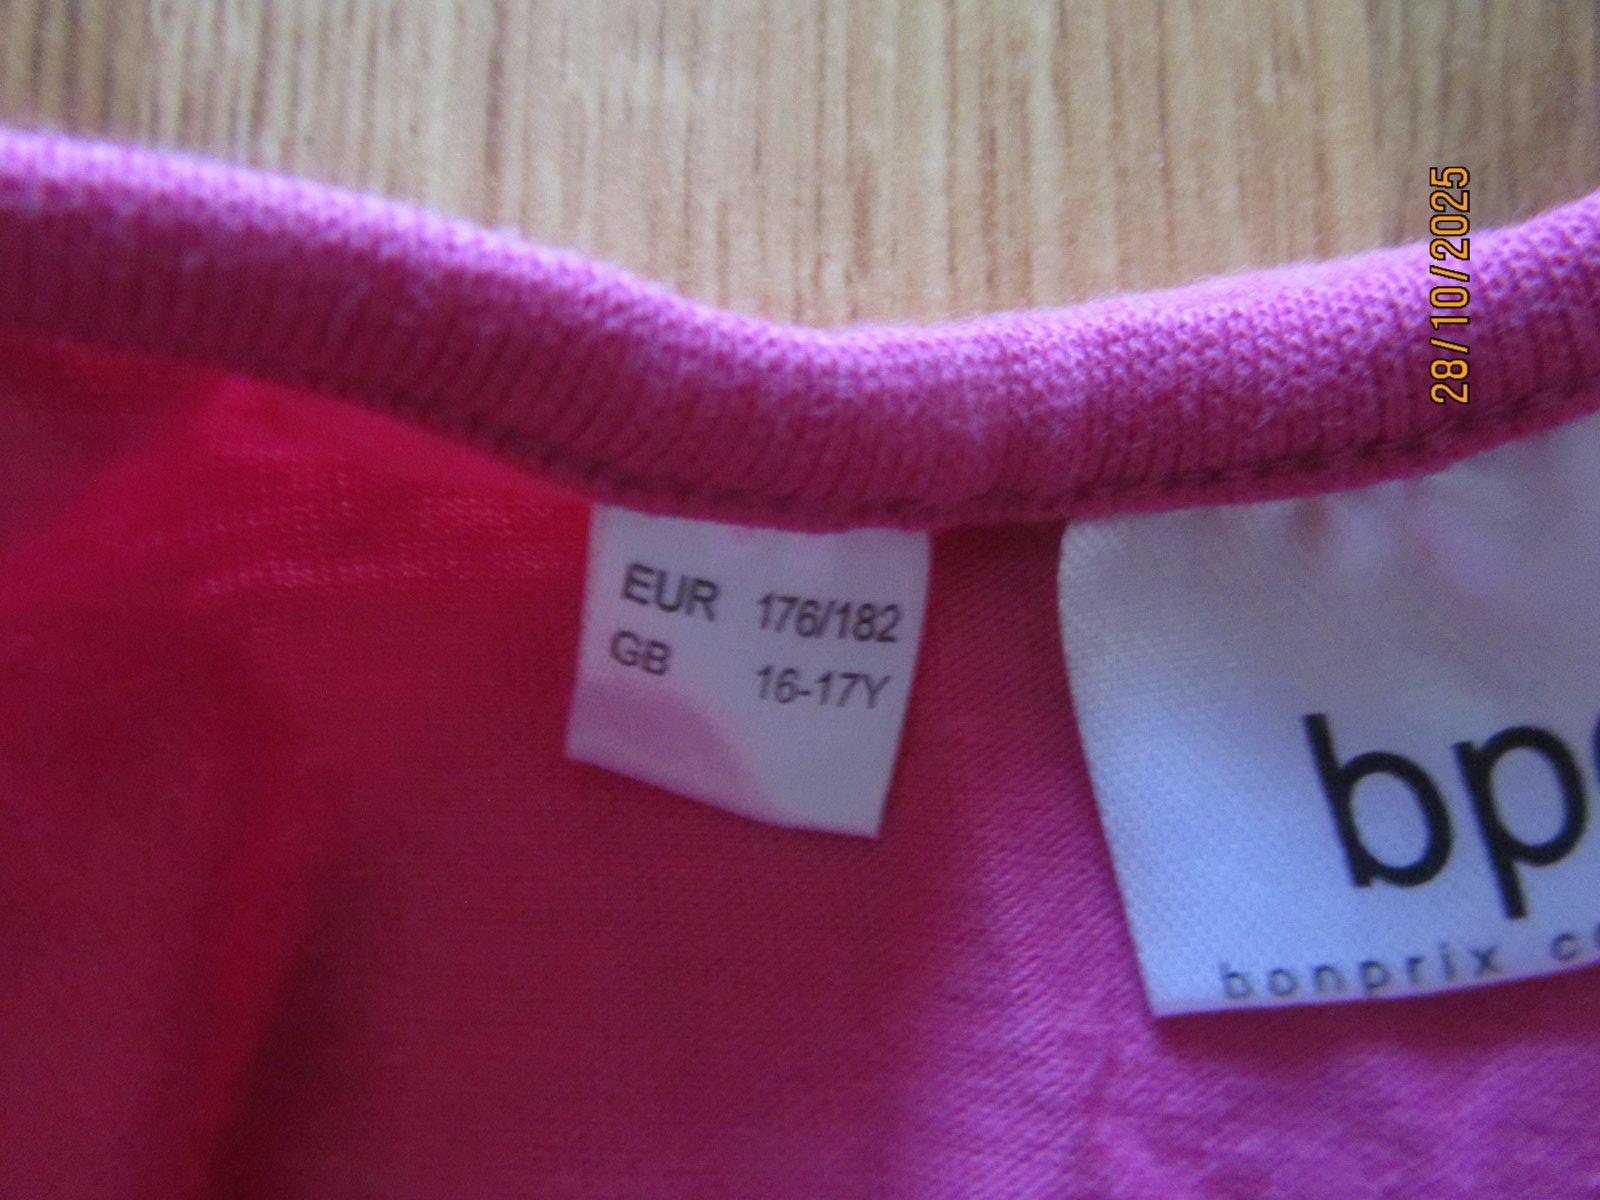 EUR 176/182
GB 16-17Y
bp
bonprix
28/10/2025